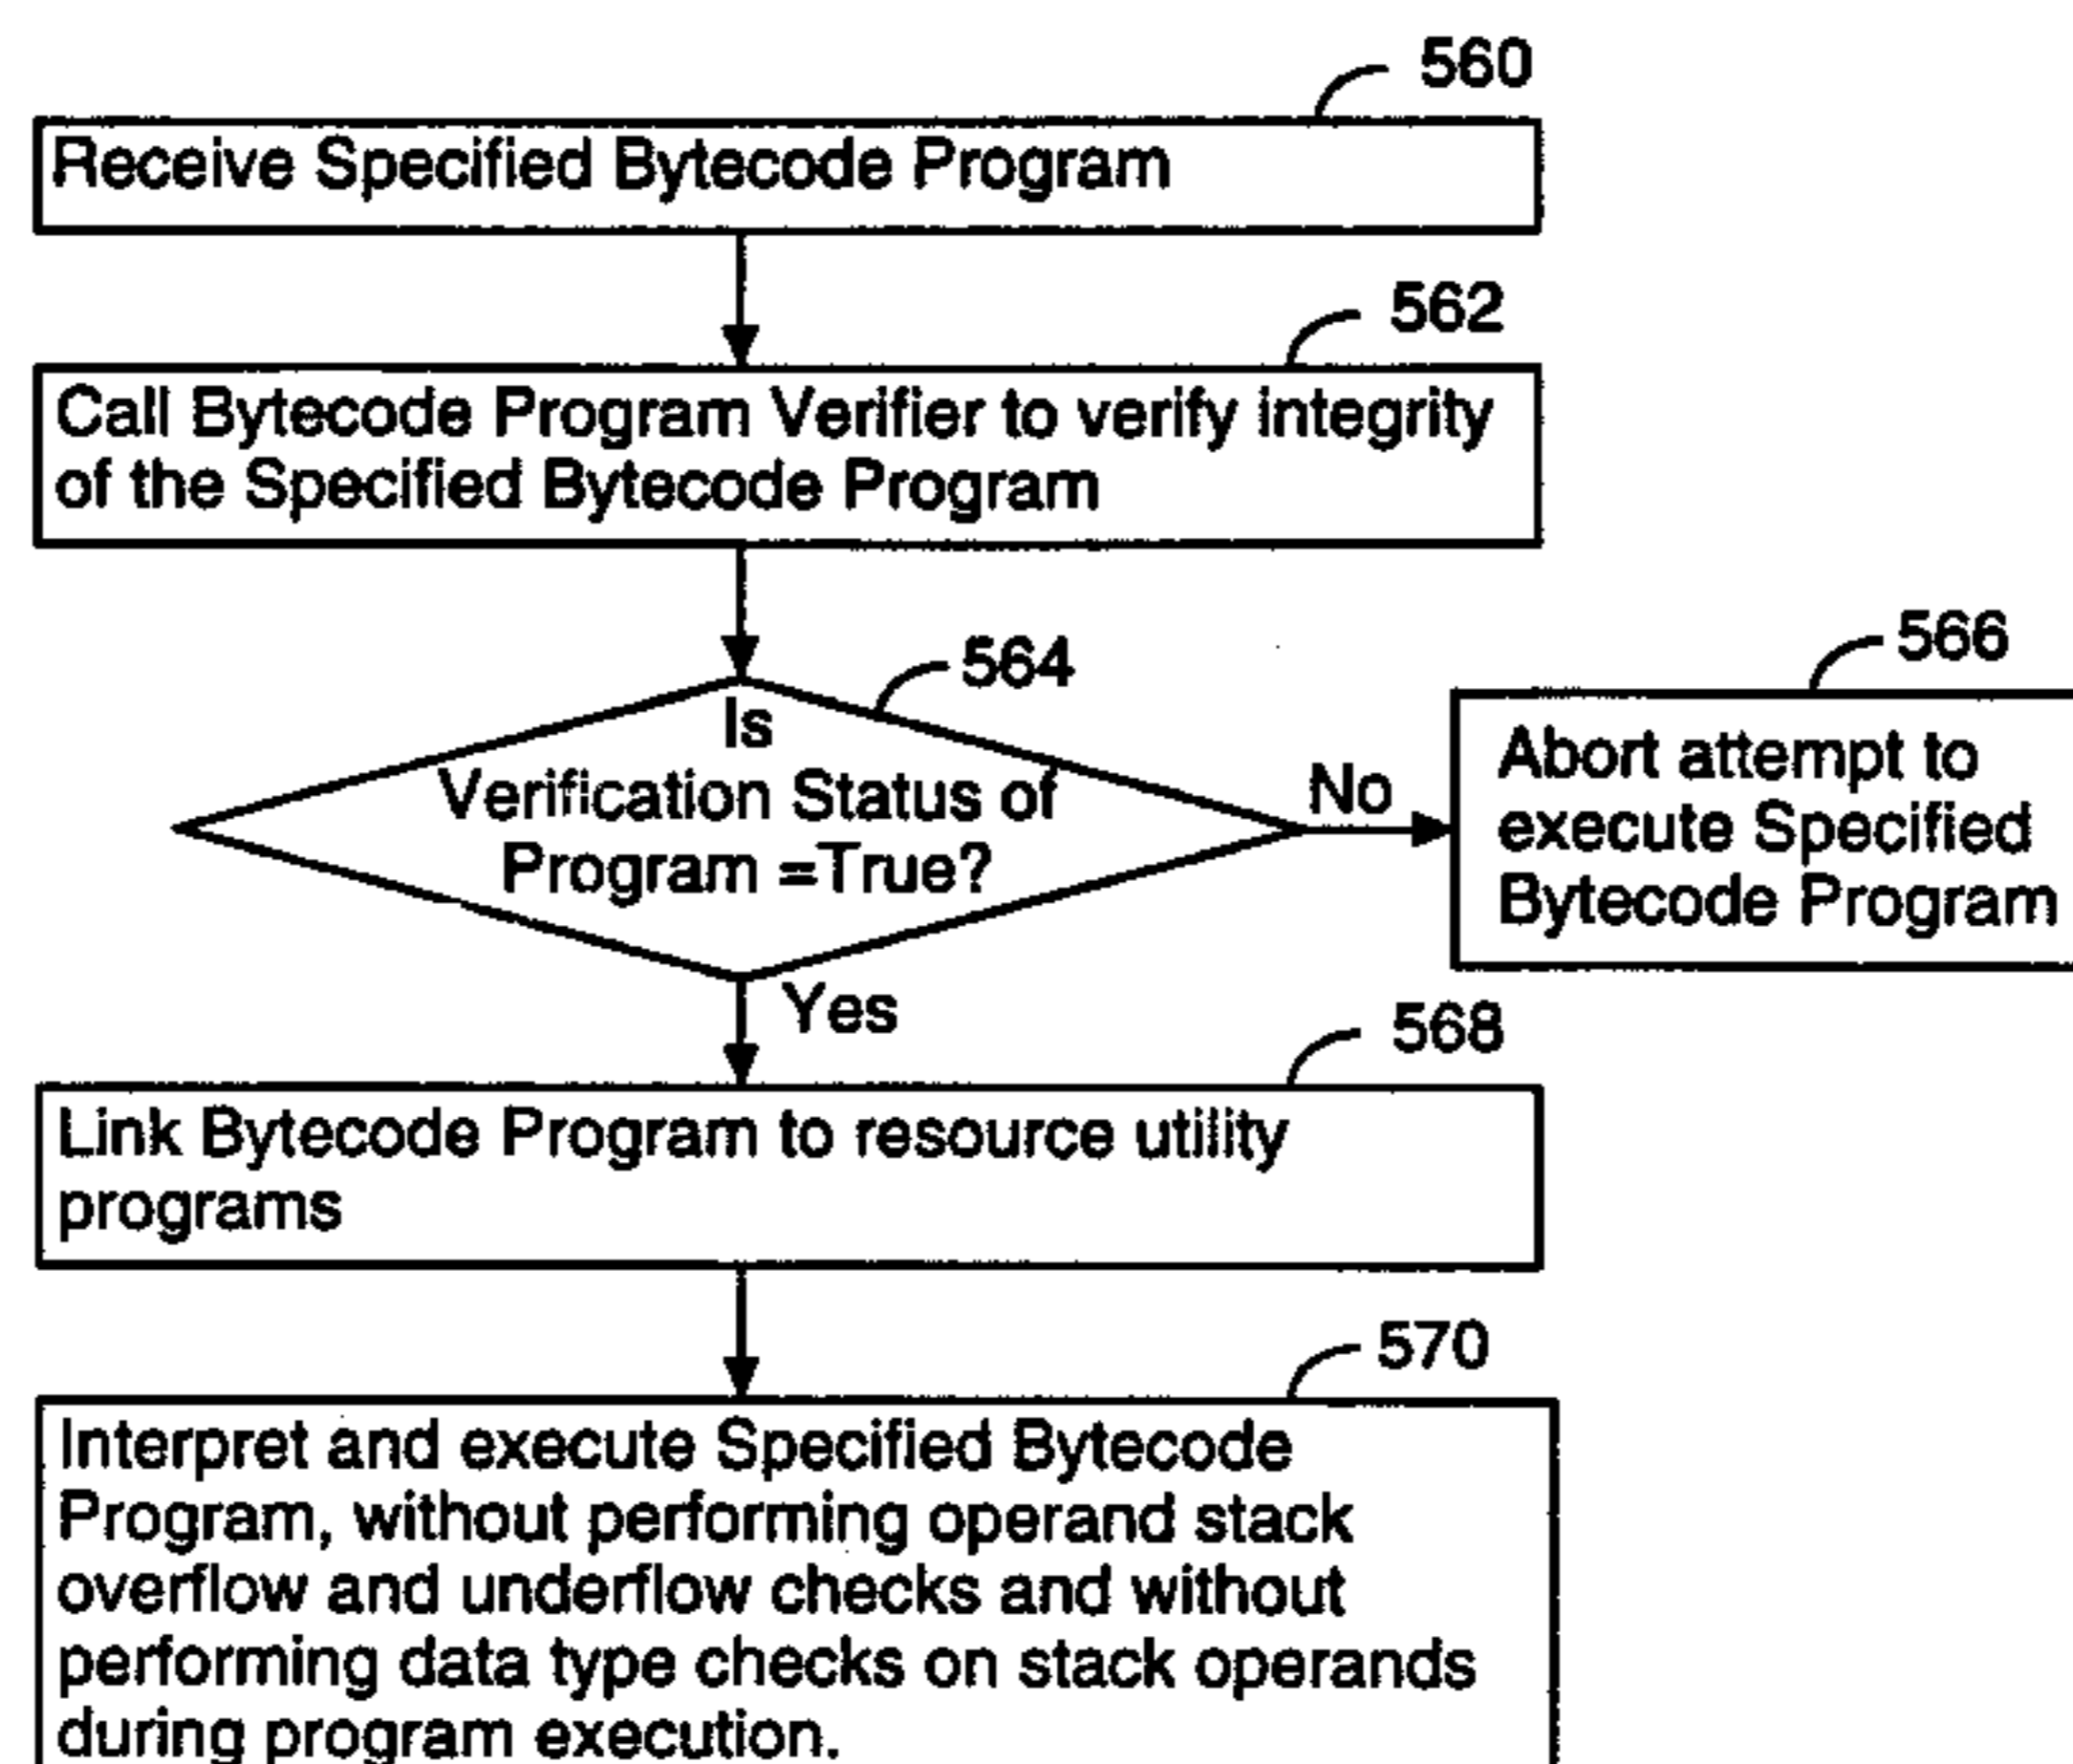 560
Receive Specified Bytecode Program
562
Call Bytecode Program Verifier to verify integrity
of the Specified Bytecode Program
564
Is
Verification Status of
Program =True?
No
566
Abort attempt to
execute Specified
Bytecode Program
Yes
568
Link Bytecode Program to resource utility
programs
570
Interpret and execute Specified Bytecode
Program, without performing operand stack
overflow and underflow checks and without
performing data type checks on stack operands
during program execution.